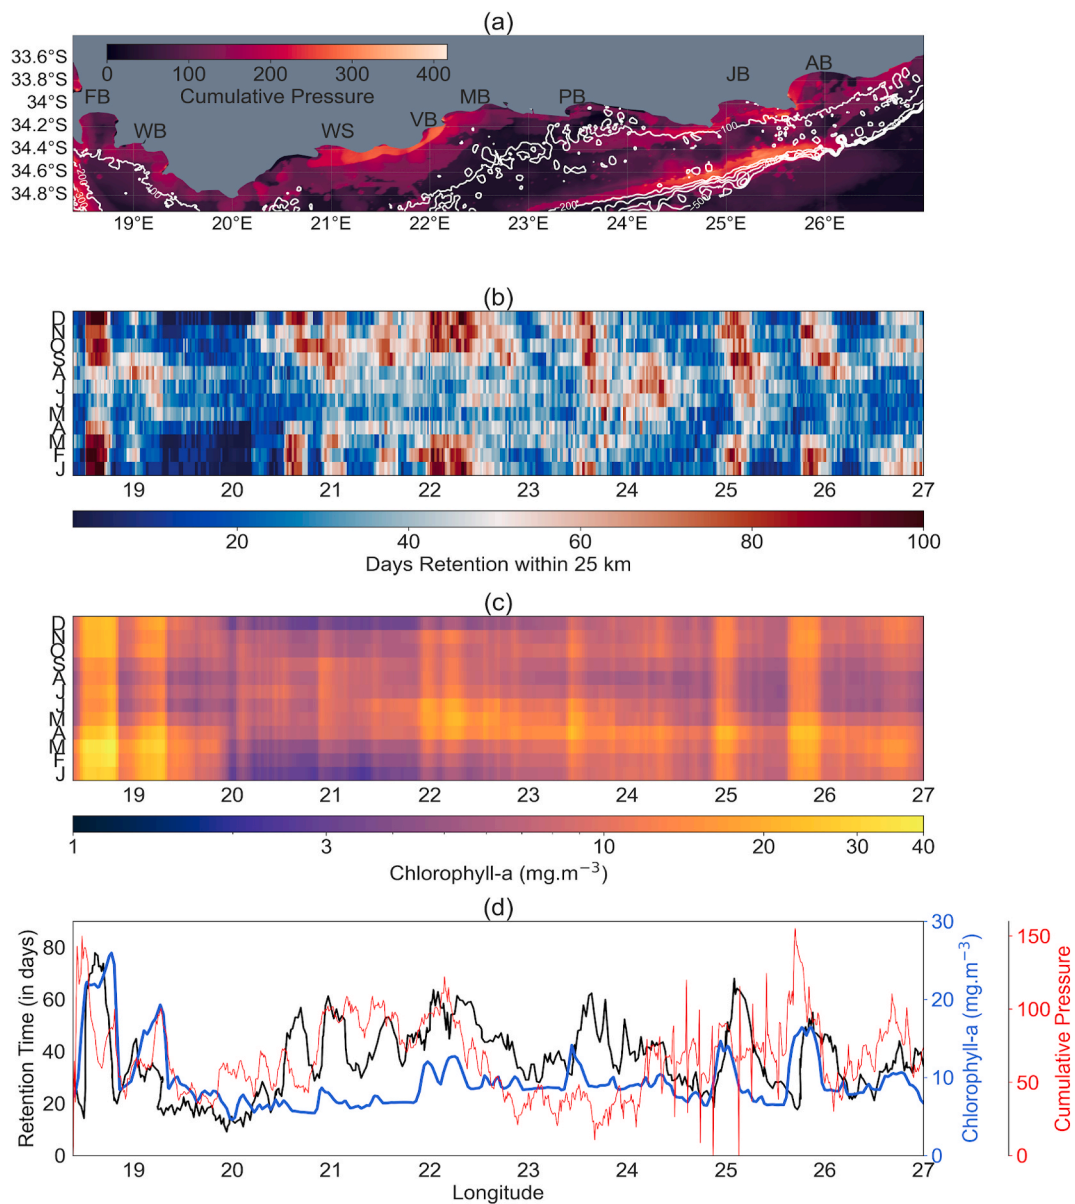 (a)
33.6°S
33.8°S
34°S
34.2°S
34.4°S
34.6°S
34.8°S
0 100 200 300 400
Cumulative Pressure
FB WB WS VB MB PB JB AB
-100
-200
-500
19°E 20°E 21°E 22°E 23°E 24°E 25°E 26°E
(b)
D
N
O
S
A
J
J
M
A
M
F
J
19 20 21 22 23 24 25 26 27
20 40 60 80 100
Days Retention within 25 km
(c)
D
N
O
S
A
J
J
M
A
M
F
J
19 20 21 22 23 24 25 26 27
1 3 10 20 30 40
Chlorophyll-a (mg.m⁻³)
(d)
Retention Time (in days)
80
60
40
20
0
30
20
10
0
Chlorophyll-a (mg.m⁻³)
150
100
50
0
Cumulative Pressure
19 20 21 22 23 24 25 26 27
Longitude